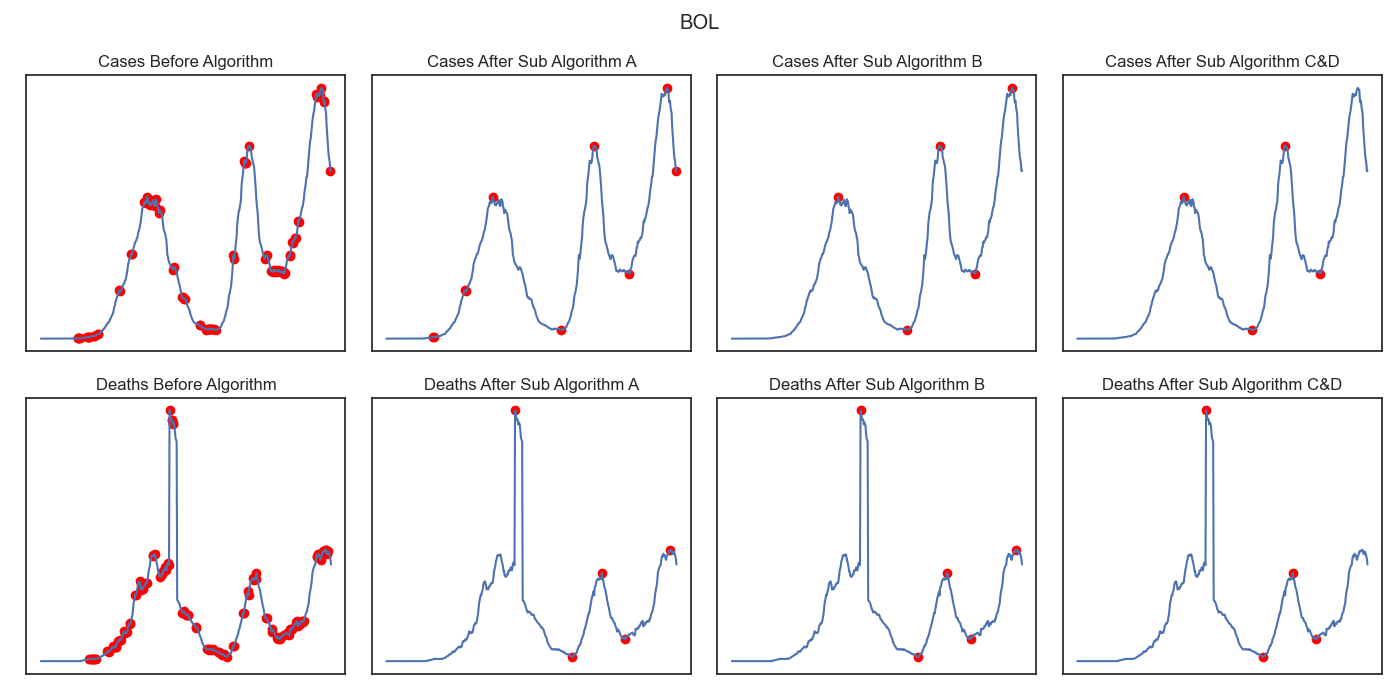 BOL
Cases Before Algorithm
Cases After Sub Algorithm A
Cases After Sub Algorithm B
Cases After Sub Algorithm C&D
Deaths Before Algorithm
Deaths After Sub Algorithm A
Deaths After Sub Algorithm B
Deaths After Sub Algorithm C&D